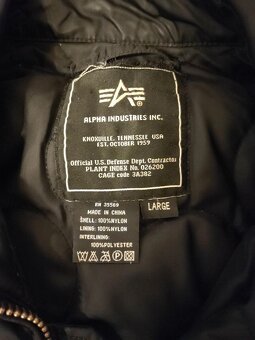 ALPHA INDUSTRIES INC.
KNOXVILLE, TENNESSEE USA
EST. OCTOBER 1959
Official U.S. Defense Dept. Contractor
PLANT INDEX No. 026200
CAGE code 3A382
RN 39569
MADE IN CHINA
SHELL: 100%NYLON
LINING: 100%NYLON
INTERLINING:
100%POLYESTER
LARGE